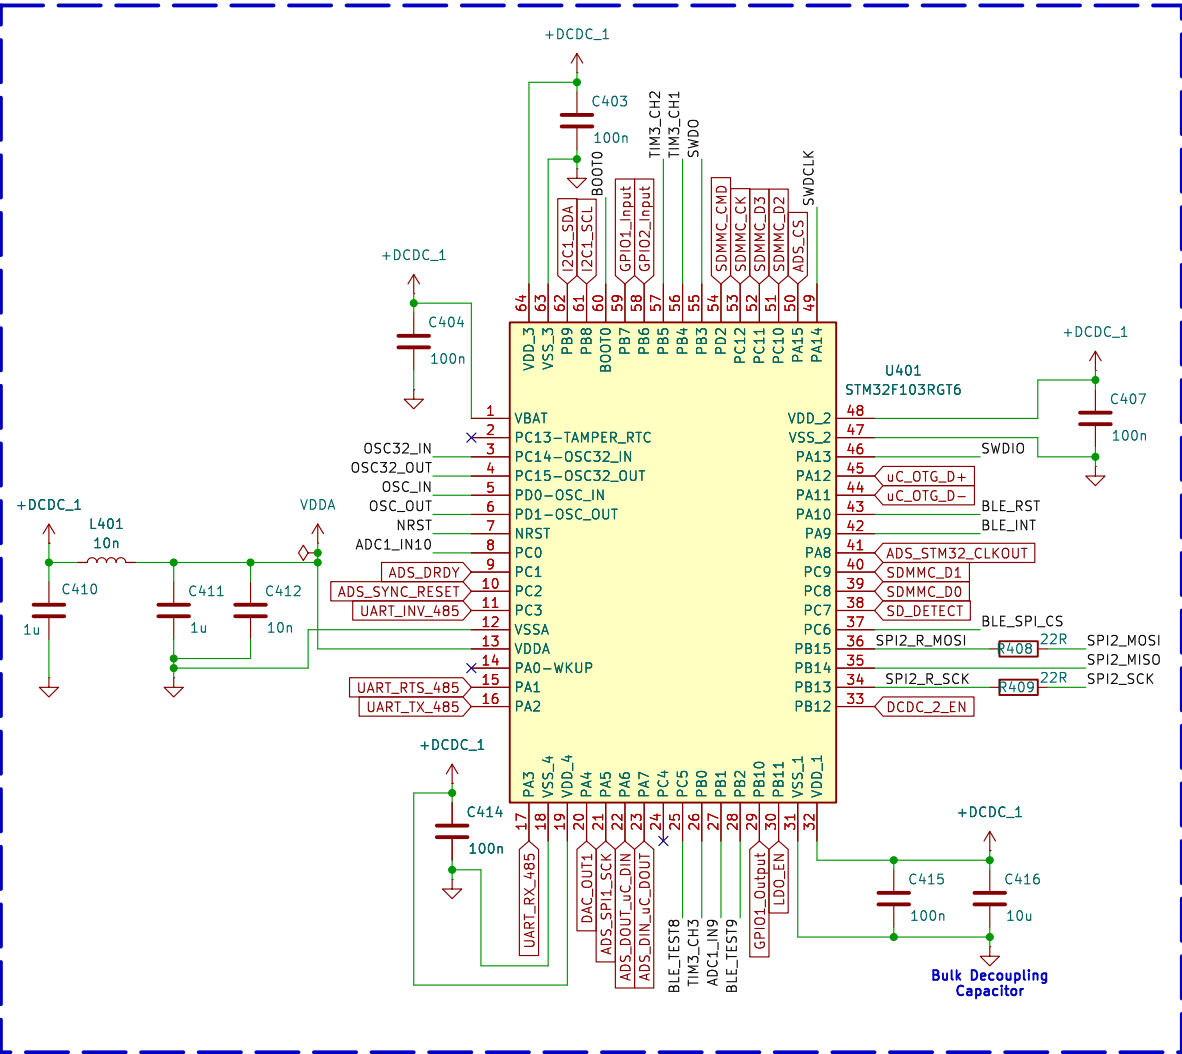 +DCDC_1
C403
100n
BOOT0
TIM3_CH2
TIM3_CH1
SWDO
SWDCLK
I2C1_SDA
I2C1_SCL
GPIO1_Input
GPIO2_Input
SDMMC_CMD
SDMMC_CK
SDMMC_D3
SDMMC_D2
ADS_CS
64
63
62
61
60
59
58
57
56
55
54
53
52
51
50
49
VDD_3
VSS_3
PB9
PB8
BOOT0
PB7
PB6
PB5
PB4
PB3
PD2
PC12
PC11
PC10
PA15
PA14
+DCDC_1
C404
100n
U401
STM32F103RGT6
+DCDC_1
C407
100n
1 VBAT
2 PC13-TAMPER_RTC
OSC32_IN 3 PC14-OSC32_IN
OSC32_OUT 4 PC15-OSC32_OUT
OSC_IN 5 PD0-OSC_IN
OSC_OUT 6 PD1-OSC_OUT
NRST 7 NRST
ADC1_IN10 8 PC0
ADS_DRDY 9 PC1
ADS_SYNC_RESET 10 PC2
UART_INV_485 11 PC3
12 VSSA
13 VDDA
14 PA0-WKUP
UART_RTS_485 15 PA1
UART_TX_485 16 PA2
VDD_2 48
VSS_2 47
PA13 46 SWDIO
PA12 45 uC_OTG_D+
PA11 44 uC_OTG_D-
PA10 43 BLE_RST
PA9 42 BLE_INT
PA8 41 ADS_STM32_CLKOUT
PC9 40 SDMMC_D1
PC8 39 SDMMC_D0
PC7 38 SD_DETECT
PC6 37 BLE_SPI_CS
PB15 36 SPI2_R_MOSI R408 22R SPI2_MOSI
PB14 35 SPI2_MISO
PB13 34 SPI2_R_SCK R409 22R SPI2_SCK
PB12 33 DCDC_2_EN
+DCDC_1
L401
10n
VDDA
C410
1u
C411
1u
C412
10n
PA3
VSS_4
VDD_4
PA4
PA5
PA6
PA7
PC4
PC5
PB0
PB1
PB2
PB10
PB11
VSS_1
VDD_1
17
18
19
20
21
22
23
24
25
26
27
28
29
30
31
32
+DCDC_1
C414
100n
UART_RX_485
DAC_OUT1
ADS_SPI1_SCK
ADS_DOUT_uC_DIN
ADS_DIN_uC_DOUT
BLE_TEST8
TIM3_CH3
ADC1_IN9
BLE_TEST9
GPIO1_Output
LDO_EN
+DCDC_1
C415
100n
C416
10u
Bulk Decoupling
Capacitor